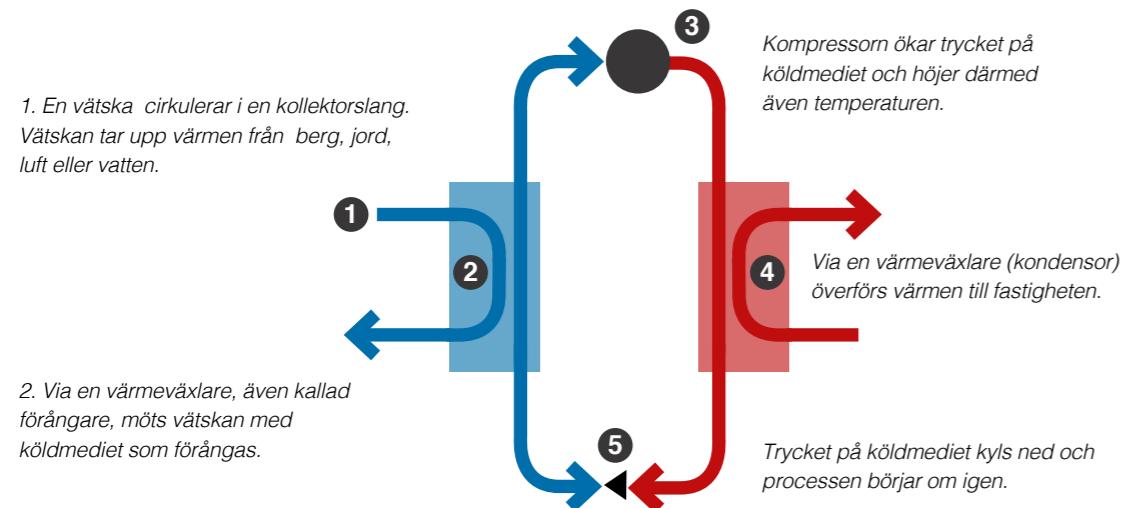 1. En vätska cirkulerar i en kollektorslang.
Vätskan tar upp värmen från berg, jord,
luft eller vatten.
1
2
2. Via en värmeväxlare, även kallad
förångare, möts vätskan med
köldmediet som förångas.
3
Kompressorn ökar trycket på
köldmediet och höjer därmed
även temperaturen.
4
Via en värmeväxlare (kondensor)
överförs värmen till fastigheten.
5
Trycket på köldmediet kyls ned och
processen börjar om igen.